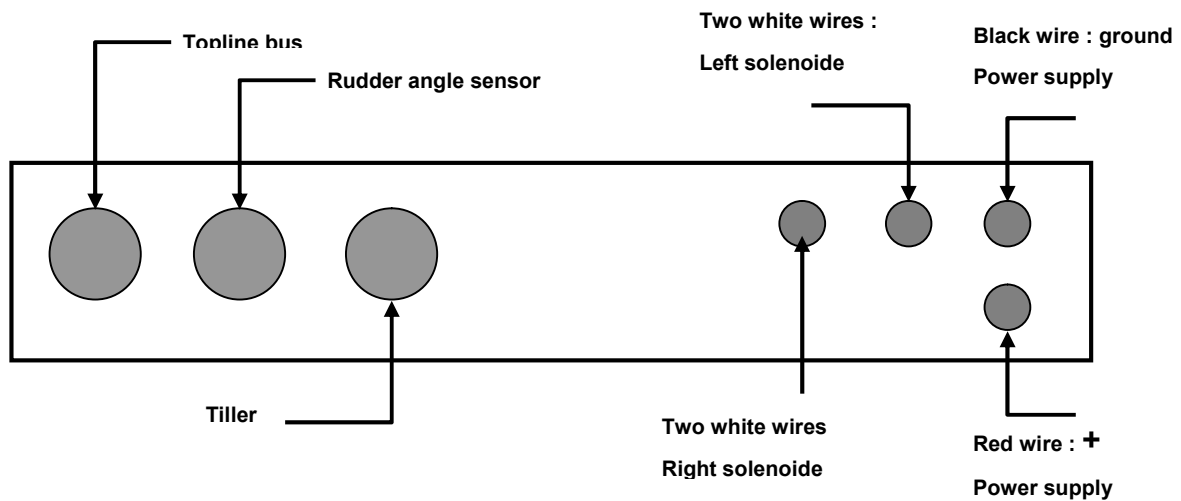 Topline bus
Rudder angle sensor
Two white wires :
Left solenoide
Black wire : ground
Power supply
Tiller
Two white wires
Right solenoide
Red wire : +
Power supply